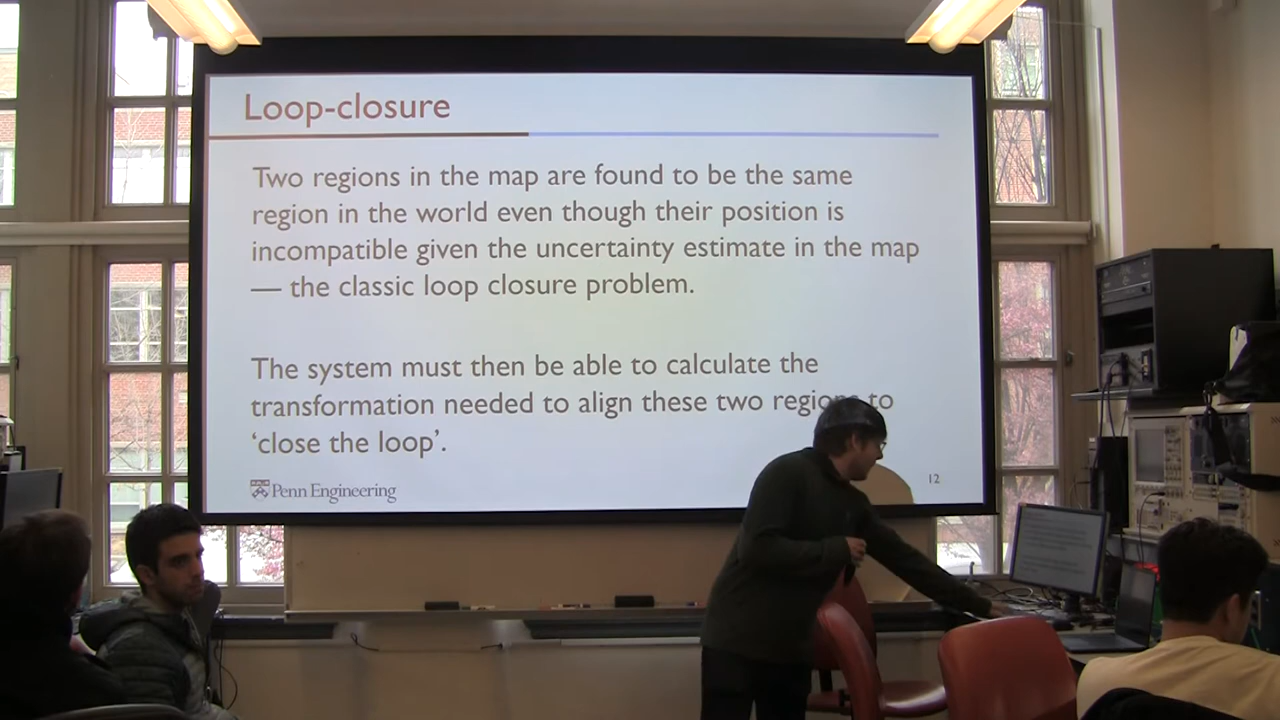 Loop-closure
Two regions in the map are found to be the same
region in the world even though their position is
incompatible given the uncertainty estimate in the map
— the classic loop closure problem.
The system must then be able to calculate the
transformation needed to align these two regions to
‘close the loop’.
Penn Engineering
12